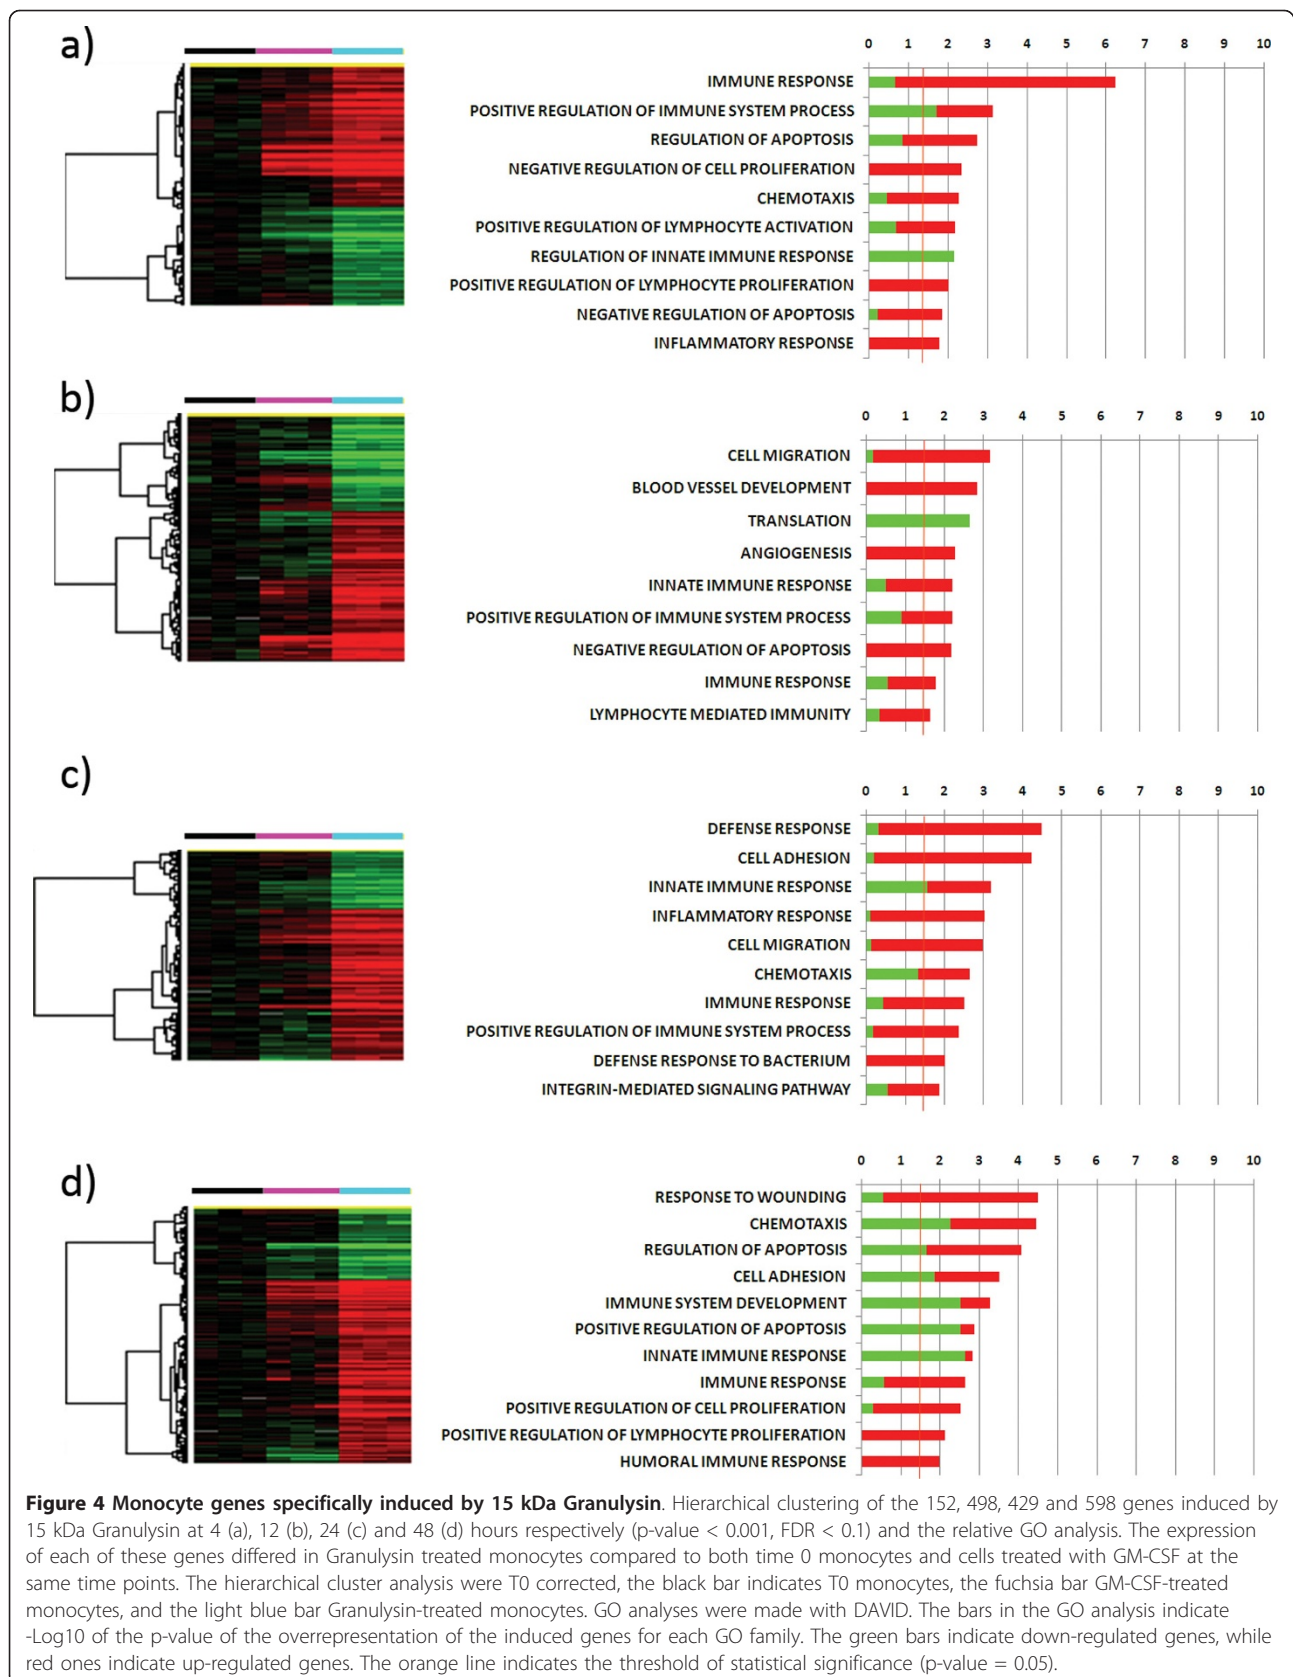 a)
0 1 2 3 4 5 6 7 8 9 10
IMMUNE RESPONSE
POSITIVE REGULATION OF IMMUNE SYSTEM PROCESS
REGULATION OF APOPTOSIS
NEGATIVE REGULATION OF CELL PROLIFERATION
CHEMOTAXIS
POSITIVE REGULATION OF LYMPHOCYTE ACTIVATION
REGULATION OF INNATE IMMUNE RESPONSE
POSITIVE REGULATION OF LYMPHOCYTE PROLIFERATION
NEGATIVE REGULATION OF APOPTOSIS
INFLAMMATORY RESPONSE
b)
0 1 2 3 4 5 6 7 8 9 10
CELL MIGRATION
BLOOD VESSEL DEVELOPMENT
TRANSLATION
ANGIOGENESIS
INNATE IMMUNE RESPONSE
POSITIVE REGULATION OF IMMUNE SYSTEM PROCESS
NEGATIVE REGULATION OF APOPTOSIS
IMMUNE RESPONSE
LYMPHOCYTE MEDIATED IMMUNITY
c)
0 1 2 3 4 5 6 7 8 9 10
DEFENSE RESPONSE
CELL ADHESION
INNATE IMMUNE RESPONSE
INFLAMMATORY RESPONSE
CELL MIGRATION
CHEMOTAXIS
IMMUNE RESPONSE
POSITIVE REGULATION OF IMMUNE SYSTEM PROCESS
DEFENSE RESPONSE TO BACTERIUM
INTEGRIN-MEDIATED SIGNALING PATHWAY
d)
0 1 2 3 4 5 6 7 8 9 10
RESPONSE TO WOUNDING
CHEMOTAXIS
REGULATION OF APOPTOSIS
CELL ADHESION
IMMUNE SYSTEM DEVELOPMENT
POSITIVE REGULATION OF APOPTOSIS
INNATE IMMUNE RESPONSE
IMMUNE RESPONSE
POSITIVE REGULATION OF CELL PROLIFERATION
POSITIVE REGULATION OF LYMPHOCYTE PROLIFERATION
HUMORAL IMMUNE RESPONSE
Figure 4 Monocyte genes specifically induced by 15 kDa Granulysin. Hierarchical clustering of the 152, 498, 429 and 598 genes induced by
15 kDa Granulysin at 4 (a), 12 (b), 24 (c) and 48 (d) hours respectively (p-value < 0.001, FDR < 0.1) and the relative GO analysis. The expression
of each of these genes differed in Granulysin treated monocytes compared to both time 0 monocytes and cells treated with GM-CSF at the
same time points. The hierarchical cluster analysis were T0 corrected, the black bar indicates T0 monocytes, the fuchsia bar GM-CSF-treated
monocytes, and the light blue bar Granulysin-treated monocytes. GO analyses were made with DAVID. The bars in the GO analysis indicate
-Log10 of the p-value of the overrepresentation of the induced genes for each GO family. The green bars indicate down-regulated genes, while
red ones indicate up-regulated genes. The orange line indicates the threshold of statistical significance (p-value = 0.05).